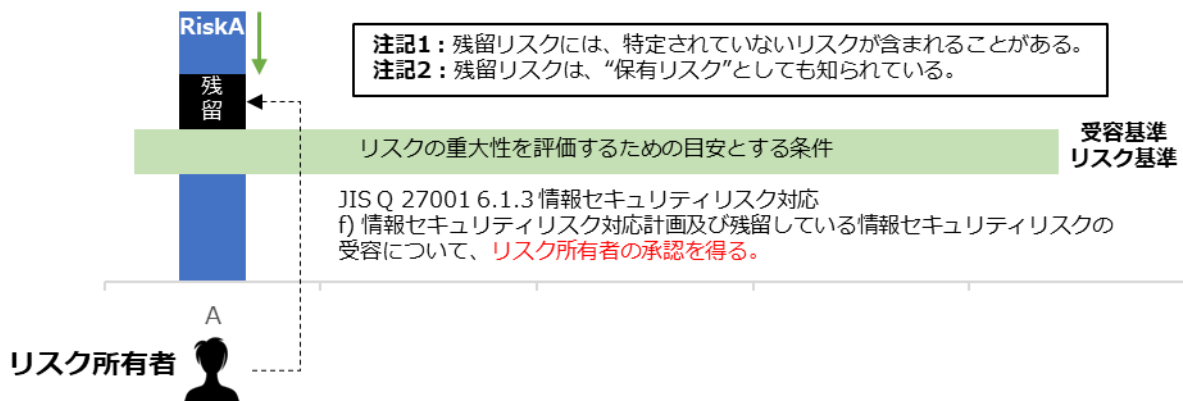 RiskA
残
留
注記1：残留リスクには、特定されていないリスクが含まれることがある。
注記2：残留リスクは、“保有リスク”としても知られている。
リスクの重大性を評価するための目安とする条件
受容基準
リスク基準
JIS Q 27001 6.1.3 情報セキュリティリスク対応
f) 情報セキュリティリスク対応計画及び残留している情報セキュリティリスクの
受容について、リスク所有者の承認を得る。
A
リスク所有者